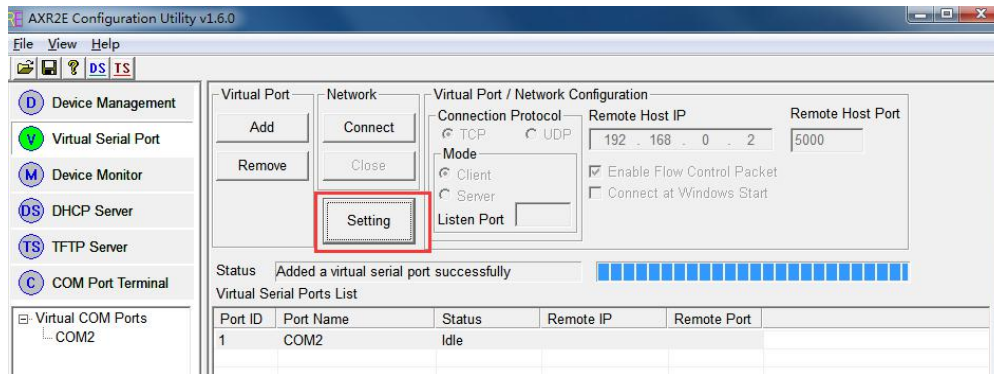 AXR2E Configuration Utility v1.6.0
File View Help
DS TS
D Device Management
V Virtual Serial Port
M Device Monitor
DS DHCP Server
TS TFTP Server
C COM Port Terminal
Virtual COM Ports
COM2
Virtual Port
Add
Remove
Network
Connect
Close
Setting
Virtual Port / Network Configuration
Connection Protocol
TCP UDP
Mode
Client
Server
Listen Port
Remote Host IP
192 . 168 . 0 . 2
Remote Host Port
5000
Enable Flow Control Packet
Connect at Windows Start
Status Added a virtual serial port successfully
Virtual Serial Ports List
Port ID Port Name Status Remote IP Remote Port
1 COM2 Idle